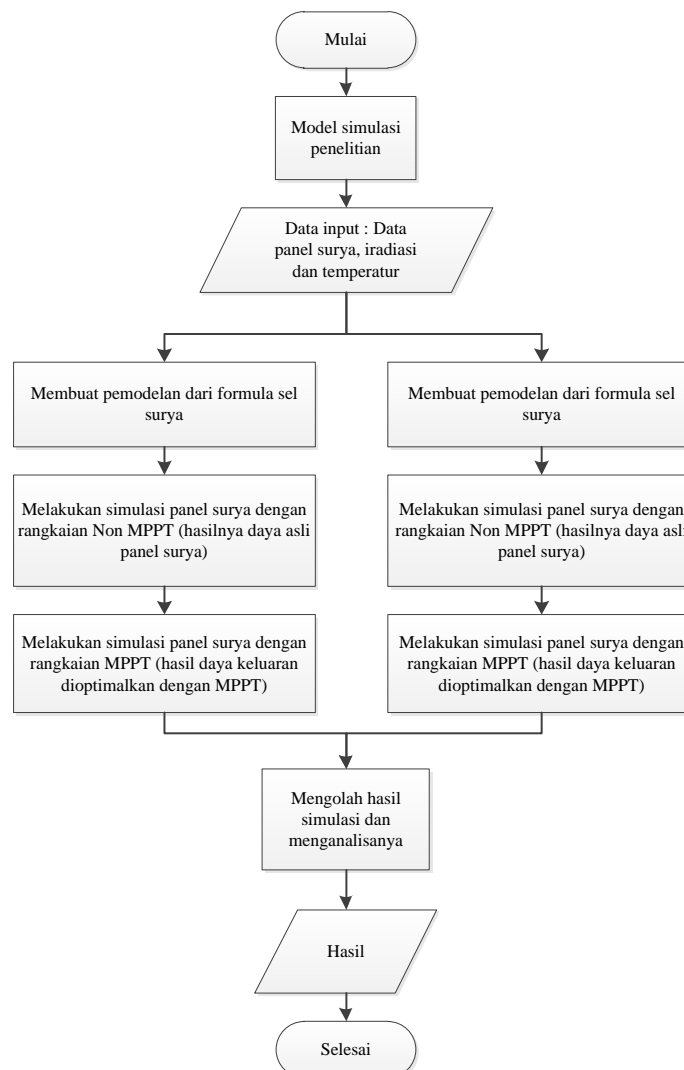 Mulai
Model simulasi
penelitian
Data input : Data
panel surya, iradiasi
dan temperatur
Membuat pemodelan dari formula sel
surya
Melakukan simulasi panel surya dengan
rangkaian Non MPPT (hasilnya daya asli
panel surya)
Melakukan simulasi panel surya dengan
rangkaian MPPT (hasil daya keluaran
dioptimalkan dengan MPPT)
Membuat pemodelan dari formula sel
surya
Melakukan simulasi panel surya dengan
rangkaian Non MPPT (hasilnya daya asli
panel surya)
Melakukan simulasi panel surya dengan
rangkaian MPPT (hasil daya keluaran
dioptimalkan dengan MPPT)
Mengolah hasil
simulasi dan
menganalisanya
Hasil
Selesai